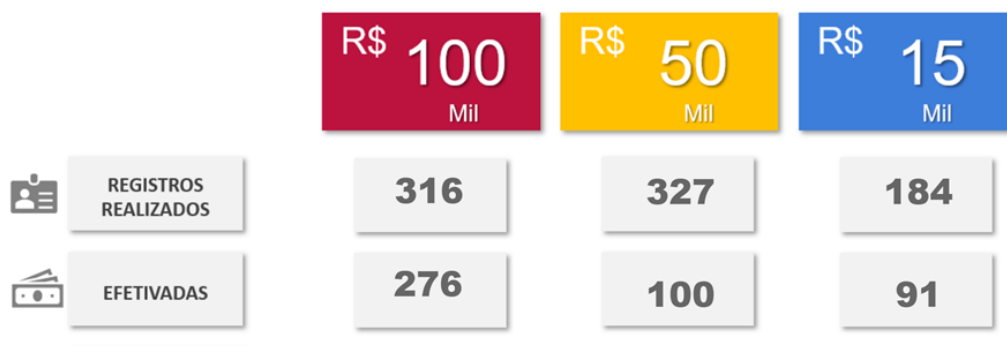 R$ 100 Mil
R$ 50 Mil
R$ 15 Mil
REGISTROS
REALIZADOS
316
327
184
EFETIVADAS
276
100
91